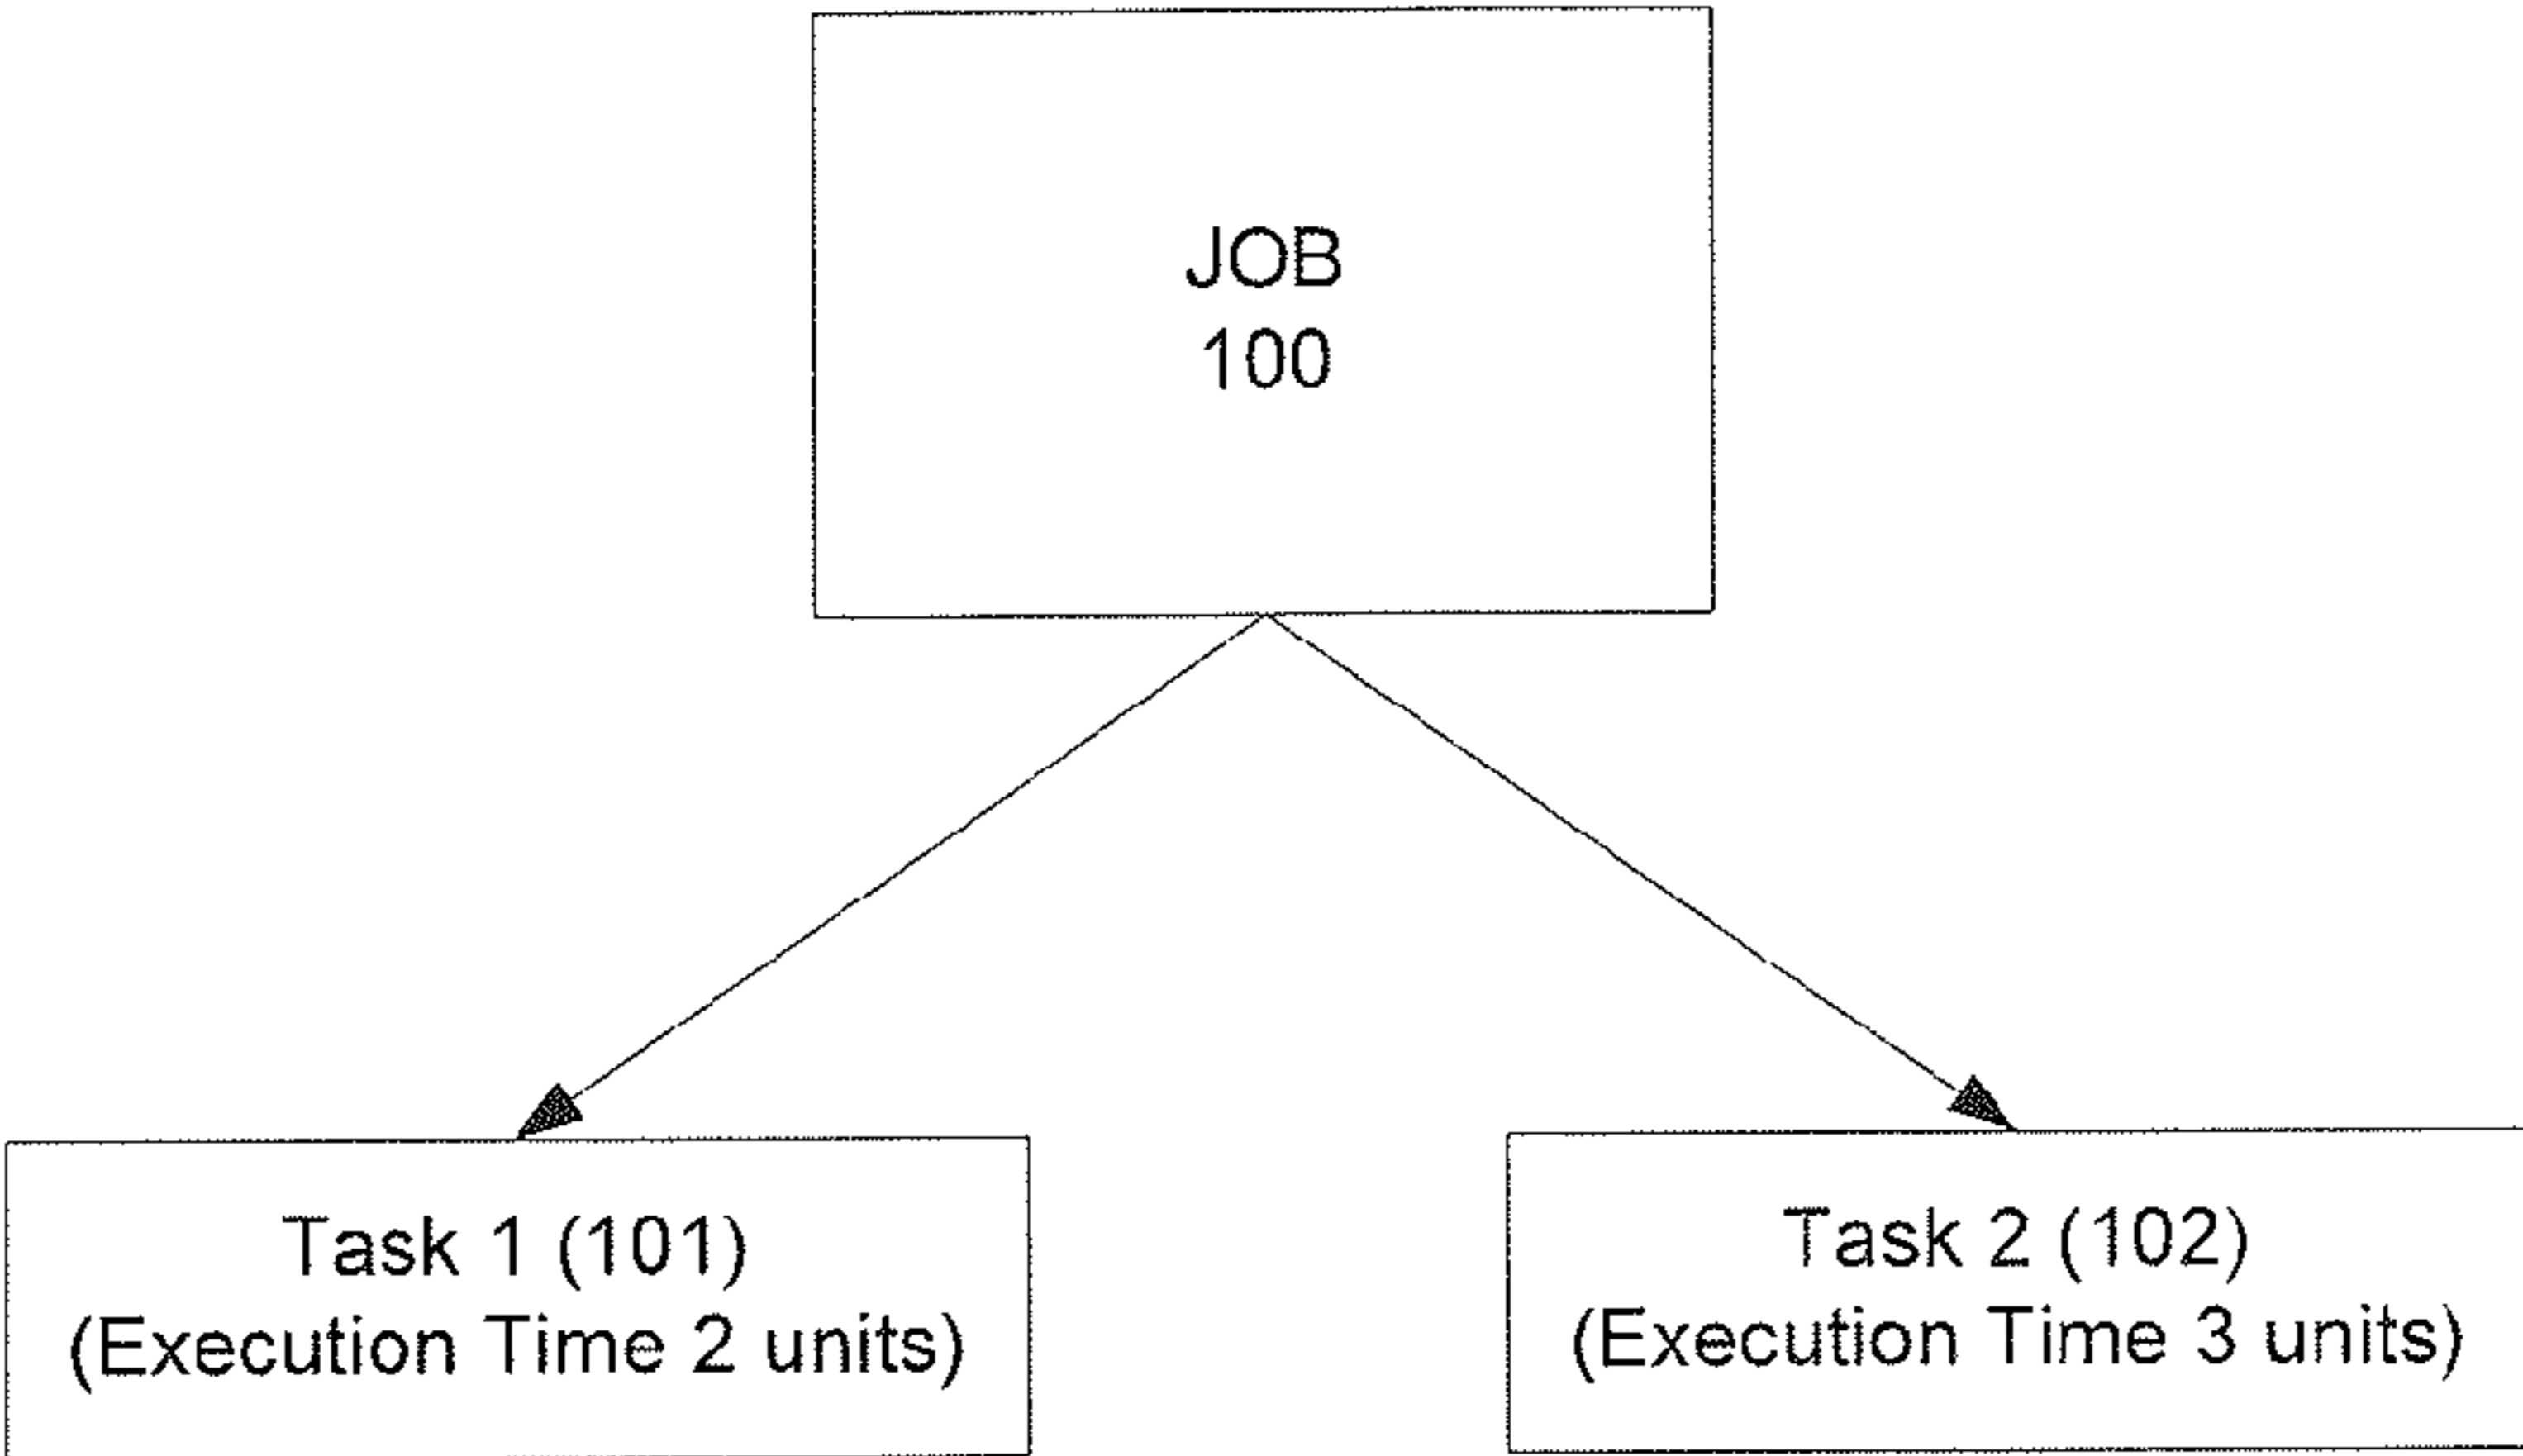 JOB
100
Task 1 (101)
(Execution Time 2 units)
Task 2 (102)
(Execution Time 3 units)